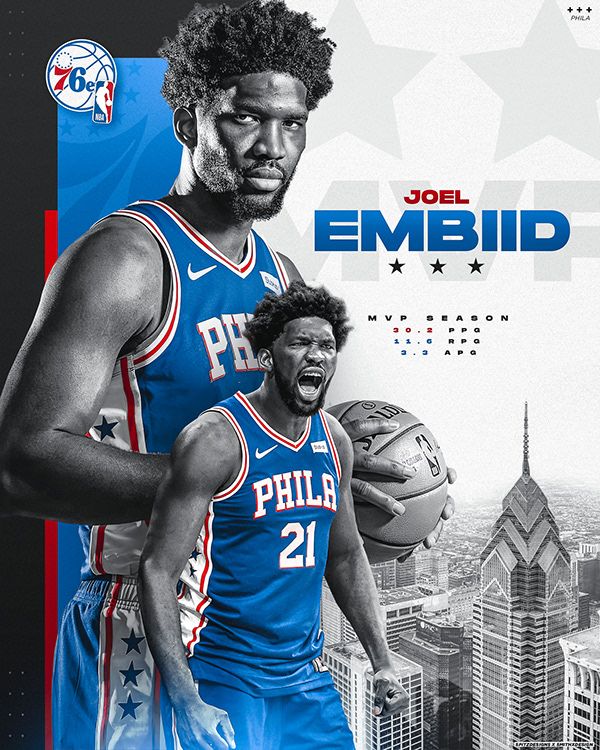 +++
PHILA
76ers
NBA
JOEL
EMBIID
MVP
MVP SEASON
30.2 PPG
11.6 RPG
3.3 APG
PHILA
21
SPITZDESIGNS X SMITHXDESIGN